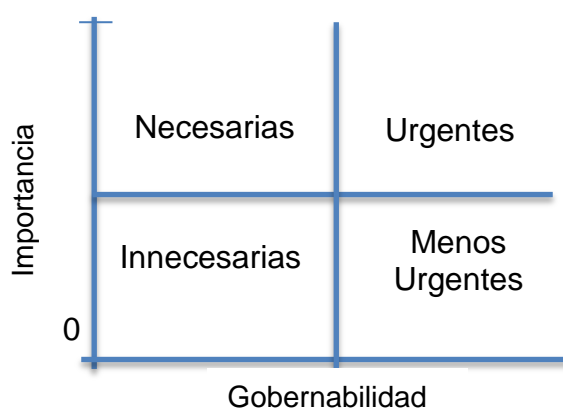 Importancia
Necesarias
Urgentes
Innecesarias
Menos
Urgentes
0
Gobernabilidad